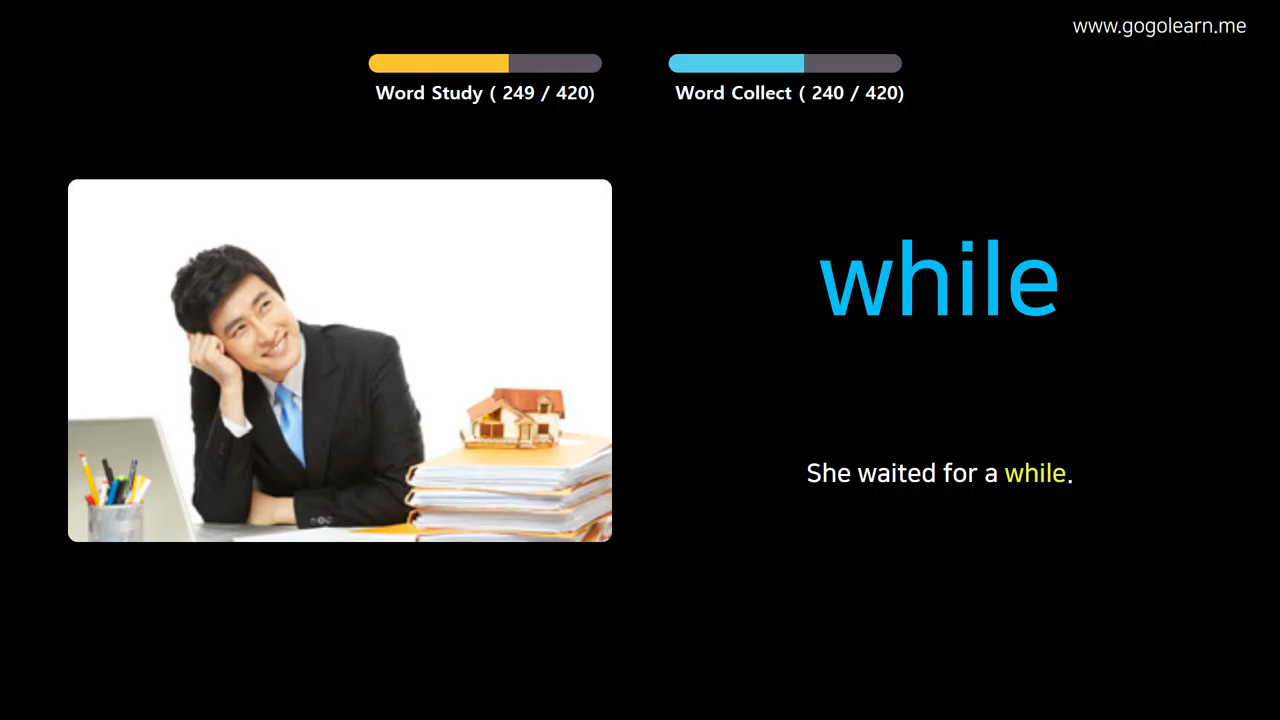 www.gogolearn.me
Word Study ( 249 / 420)
Word Collect ( 240 / 420)
while
She waited for a while.